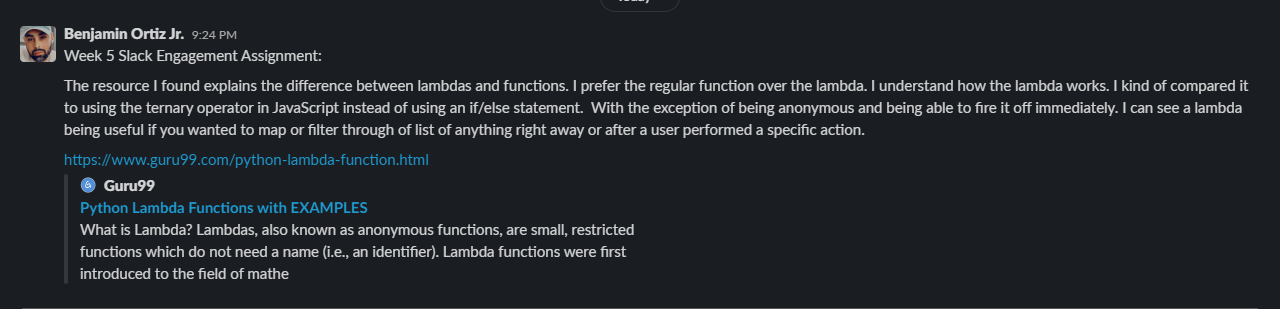 Today
Benjamin Ortiz Jr. 9:24 PM
Week 5 Slack Engagement Assignment:
The resource I found explains the difference between lambdas and functions. I prefer the regular function over the lambda. I understand how the lambda works. I kind of compared it
to using the ternary operator in JavaScript instead of using an if/else statement.  With the exception of being anonymous and being able to fire it off immediately. I can see a lambda
being useful if you wanted to map or filter through of list of anything right away or after a user performed a specific action.
https://www.guru99.com/python-lambda-function.html
Guru99
Python Lambda Functions with EXAMPLES
What is Lambda? Lambdas, also known as anonymous functions, are small, restricted
functions which do not need a name (i.e., an identifier). Lambda functions were first
introduced to the field of mathe